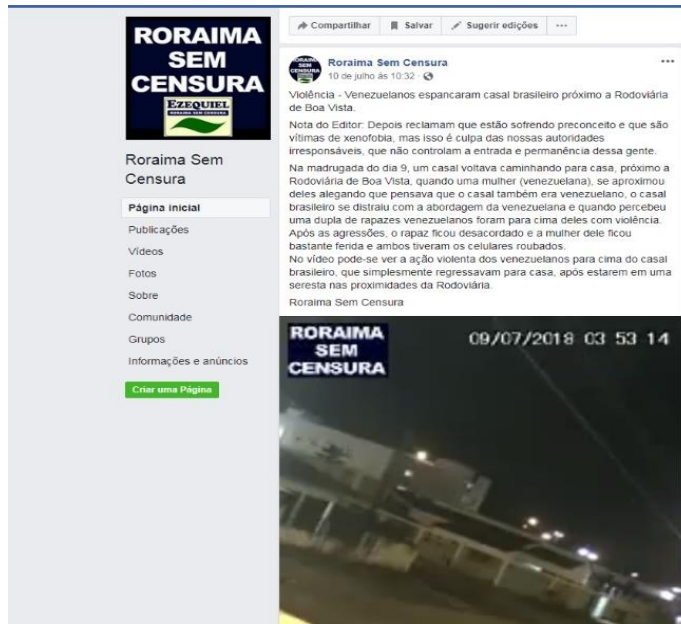 RORAIMA
SEM
CENSURA
EZEQUIEL
RORAIMA SEM CENSURA
Roraima Sem
Censura
Página inicial
Publicações
Vídeos
Fotos
Sobre
Comunidade
Grupos
Informações e anúncios
Criar uma Página
Compartilhar Salvar Sugerir edições ...
Roraima Sem Censura ...
10 de julho às 10:32 ·
Violência - Venezuelanos espancaram casal brasileiro próximo a Rodoviária
de Boa Vista.
Nota do Editor: Depois reclamam que estão sofrendo preconceito e que são
vítimas de xenofobia, mas isso é culpa das nossas autoridades
irresponsáveis, que não controlam a entrada e permanência dessa gente.
Na madrugada do dia 9, um casal voltava caminhando para casa, próximo a
Rodoviária de Boa Vista, quando uma mulher (venezuelana), se aproximou
deles alegando que pensava que o casal também era venezuelano, o casal
brasileiro se distraiu com a abordagem da venezuelana e quando percebeu
uma dupla de rapazes venezuelanos foram para cima deles com violência.
Após as agressões, o rapaz ficou desacordado e a mulher dele ficou
bastante ferida e ambos tiveram os celulares roubados.
No vídeo pode-se ver a ação violenta dos venezuelanos para cima do casal
brasileiro, que simplesmente regressavam para casa, após estarem em uma
seresta nas proximidades da Rodoviária.
Roraima Sem Censura
RORAIMA
SEM
CENSURA
09/07/2018 03 53 14